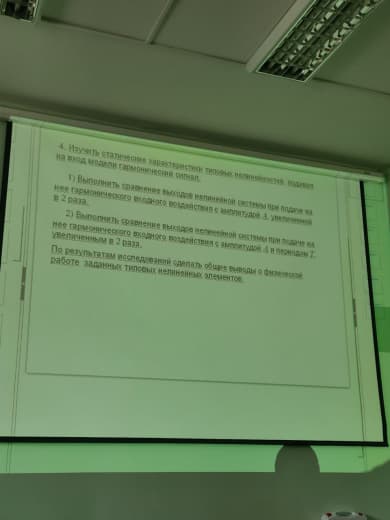 4. Изучить статические характеристики типовых нелинейностей, подавая
на вход модели гармонический сигнал.
1) Выполнить сравнение выходов нелинейной системы при подаче на
нее гармонического входного воздействия с амплитудой A, увеличенной
в 2 раза.
2) Выполнить сравнение выходов нелинейной системы при подаче на
нее гармонического входного воздействия с амплитудой A и периодом T,
увеличенным в 2 раза.
По результатам исследований сделать общие выводы о физической
работе заданных типовых нелинейных элементов.